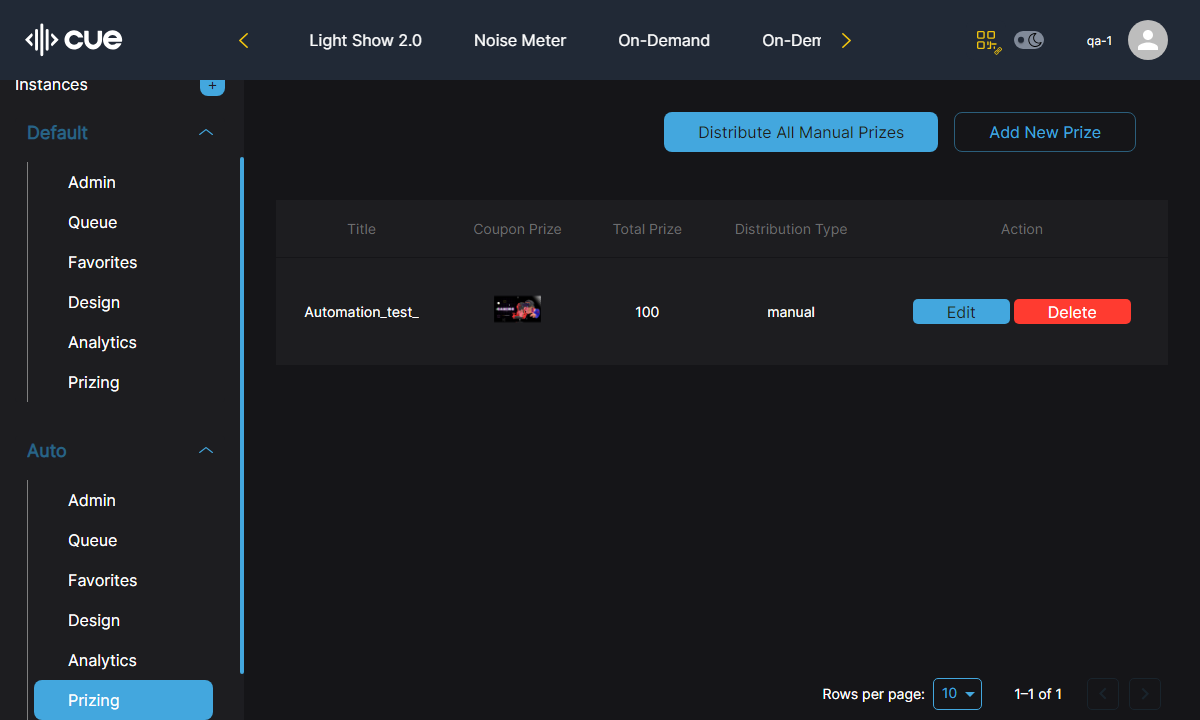 cue
Light Show 2.0
Noise Meter
On-Demand
On-Dem
qa-1
Instances
+
Default
Admin
Queue
Favorites
Design
Analytics
Prizing
Auto
Admin
Queue
Favorites
Design
Analytics
Prizing
Distribute All Manual Prizes
Add New Prize
Title Coupon Prize Total Prize Distribution Type Action
Automation_test_ 100 manual Edit Delete
Rows per page: 10 1–1 of 1